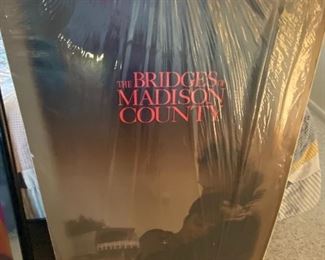 THE BRIDGES OF
MADISON
COUNTY